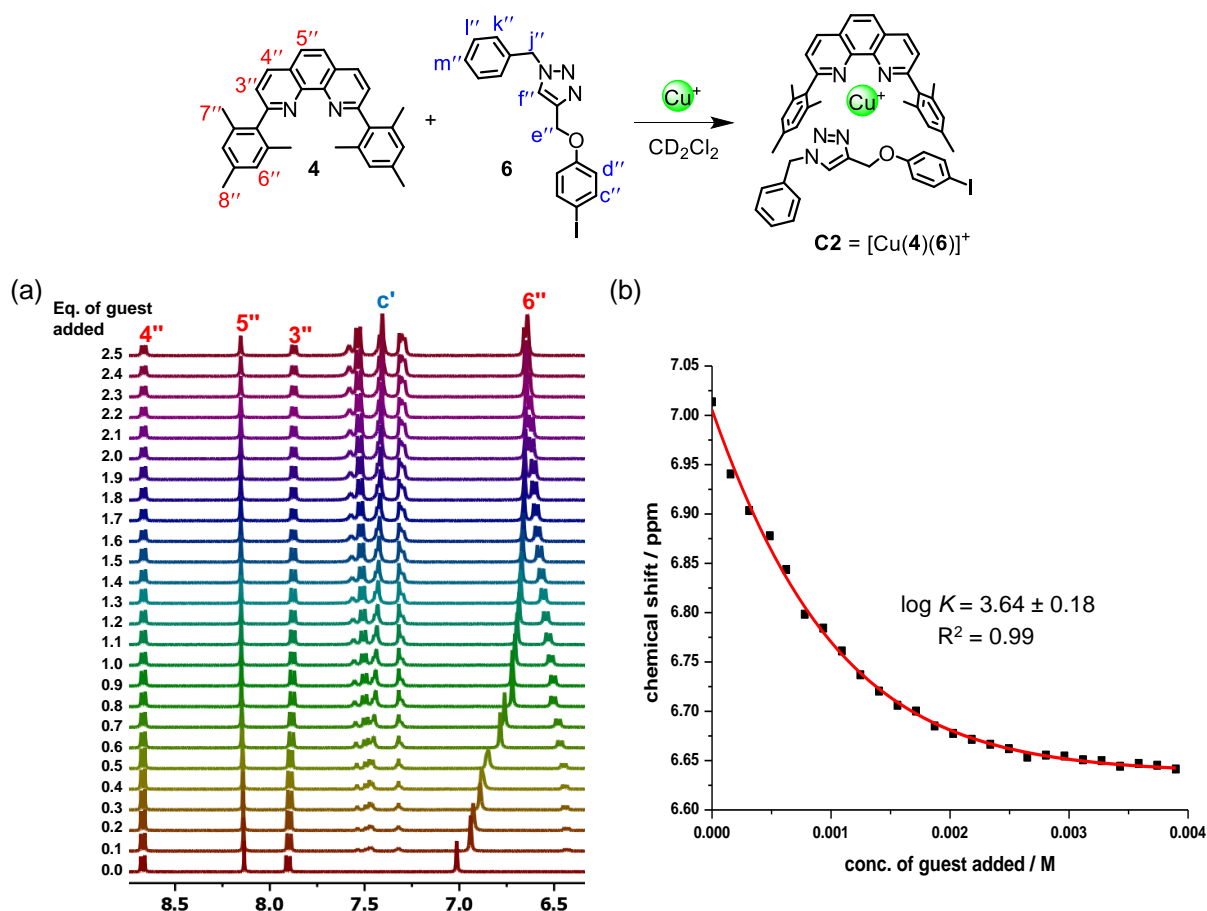 5''
4''
3''
7''
6''
8''
N
N
4
+
l''
k''
m''
j''
N
N
N
f''
e''
O
d''
c''
I
6
Cu+
CD2Cl2
N
N
Cu+
N=N
N
O
I
C2 = [Cu(4)(6)]+
(a)
Eq. of guest
added
4''
5''
3''
c'
6''
2.5
2.4
2.3
2.2
2.1
2.0
1.9
1.8
1.7
1.6
1.5
1.4
1.3
1.2
1.1
1.0
0.9
0.8
0.7
0.6
0.5
0.4
0.3
0.2
0.1
0.0
8.5 8.0 7.5 7.0 6.5
(b)
chemical shift / ppm
7.05
7.00
6.95
6.90
6.85
6.80
6.75
6.70
6.65
6.60
log K = 3.64 ± 0.18
R2 = 0.99
0.000 0.001 0.002 0.003 0.004
conc. of guest added / M